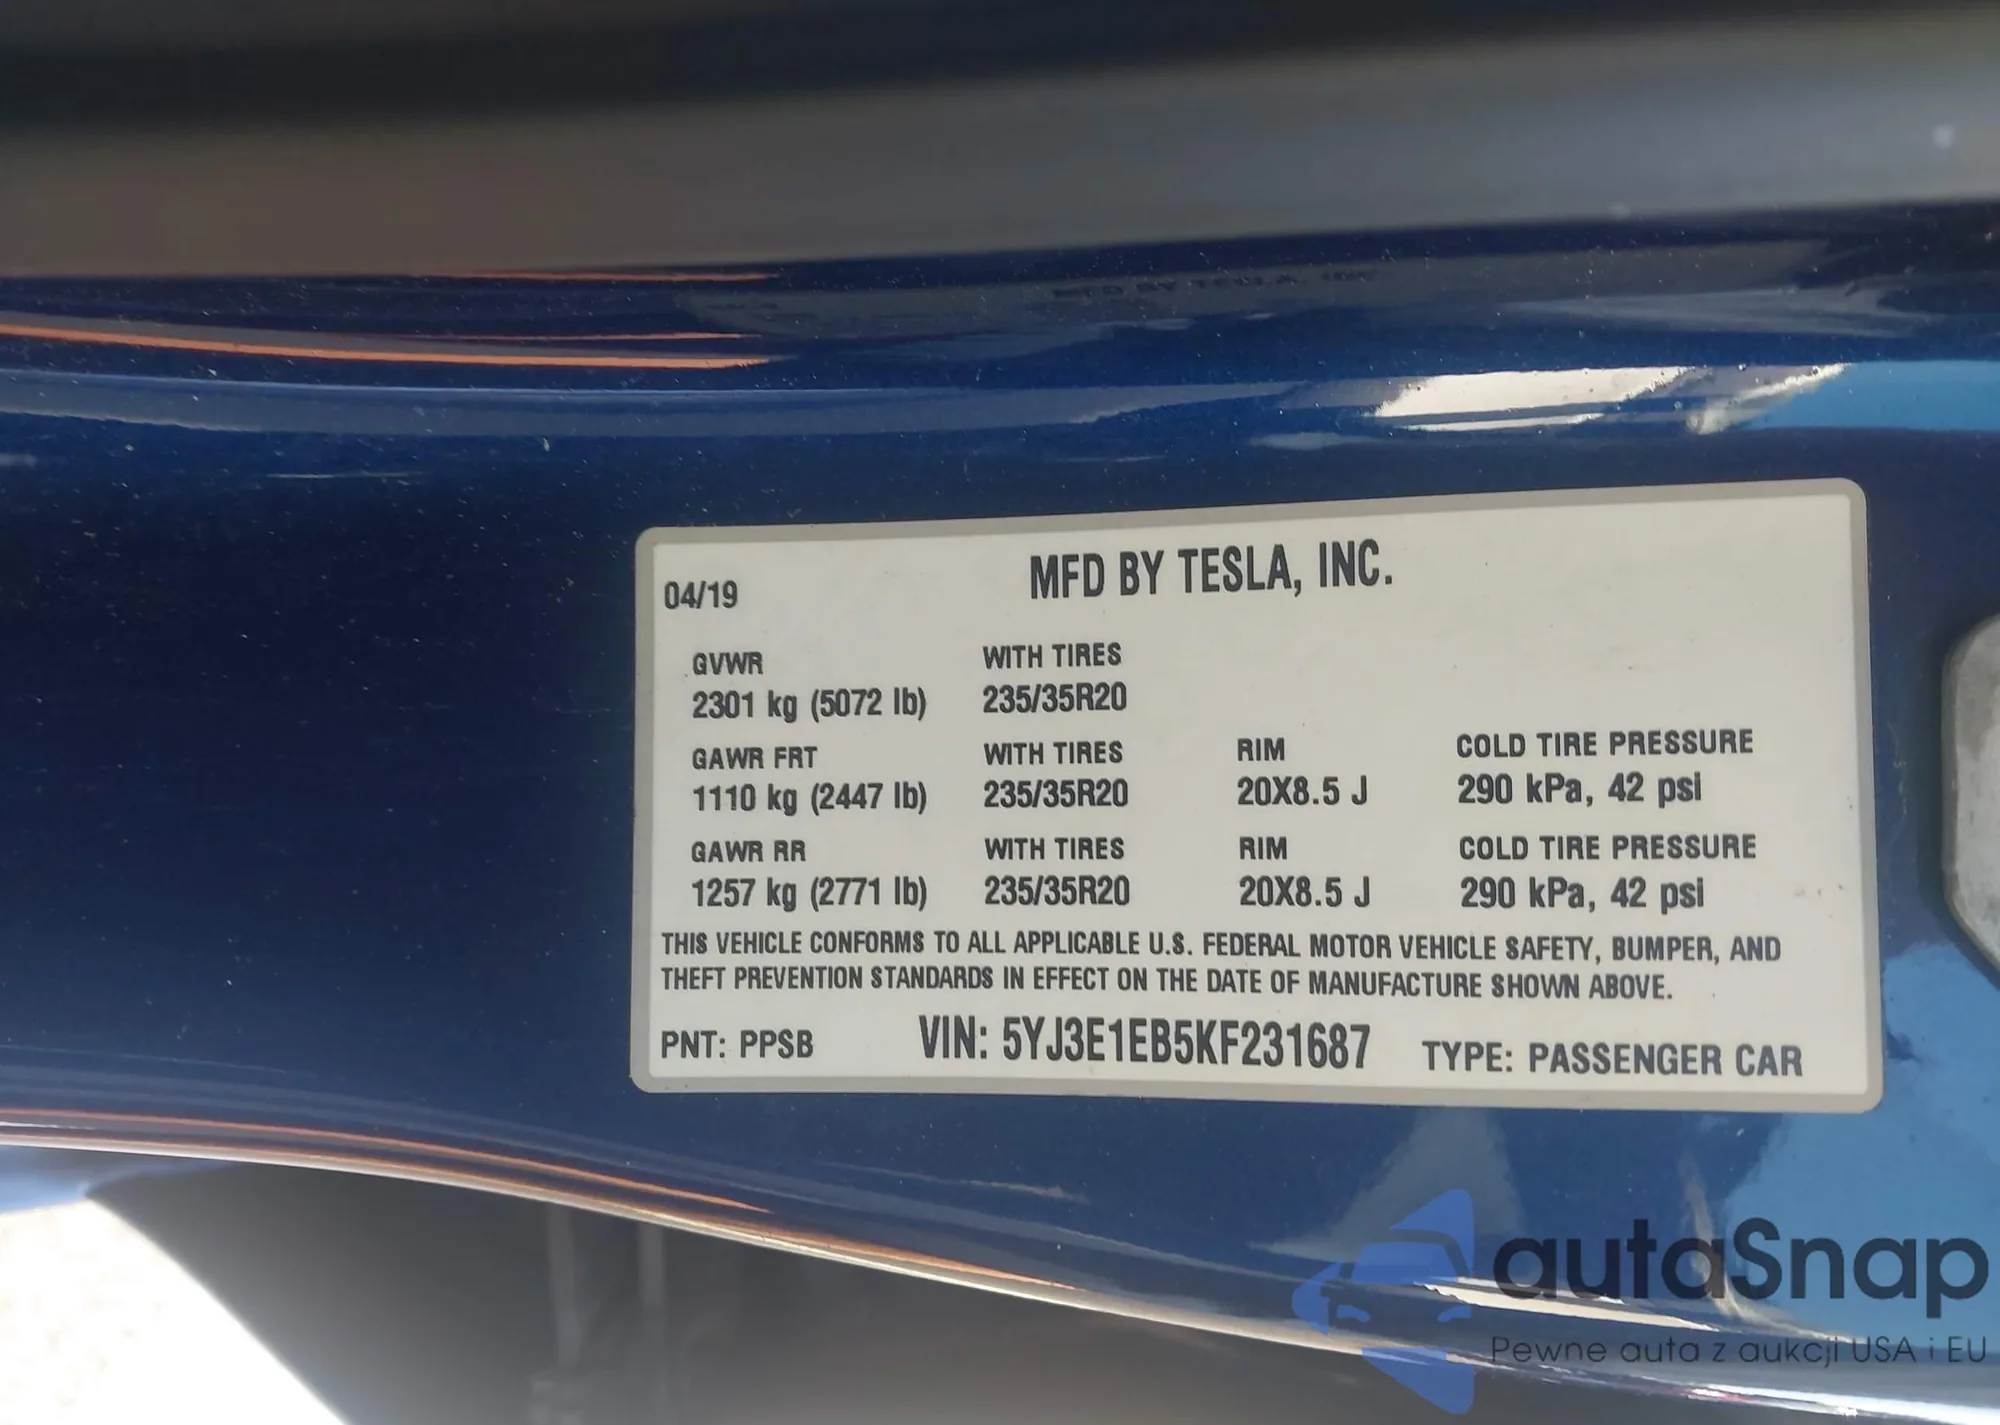 04/19 MFD BY TESLA, INC.
GVWR WITH TIRES
2301 kg (5072 lb) 235/35R20
GAWR FRT WITH TIRES RIM COLD TIRE PRESSURE
1110 kg (2447 lb) 235/35R20 20X8.5 J 290 kPa, 42 psi
GAWR RR WITH TIRES RIM COLD TIRE PRESSURE
1257 kg (2771 lb) 235/35R20 20X8.5 J 290 kPa, 42 psi
THIS VEHICLE CONFORMS TO ALL APPLICABLE U.S. FEDERAL MOTOR VEHICLE SAFETY, BUMPER, AND
THEFT PREVENTION STANDARDS IN EFFECT ON THE DATE OF MANUFACTURE SHOWN ABOVE.
PNT: PPSB VIN: 5YJ3E1EB5KF231687 TYPE: PASSENGER CAR
autaSnap
Pewne auta z aukcji USA i EU